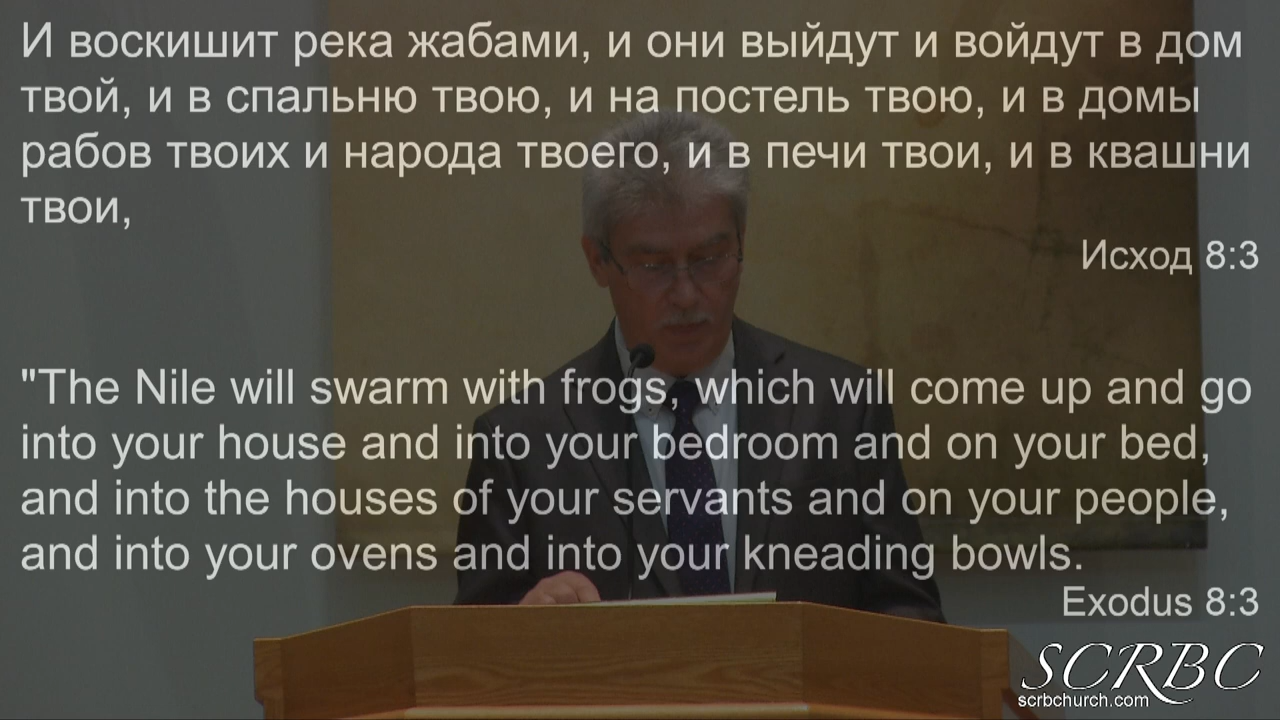 И воскишит река жабами, и они выйдут и войдут в дом
твой, и в спальню твою, и на постель твою, и в домы
рабов твоих и народа твоего, и в печи твои, и в квашни
твои,
Исход 8:3
"The Nile will swarm with frogs, which will come up and go
into your house and into your bedroom and on your bed,
and into the houses of your servants and on your people,
and into your ovens and into your kneading bowls.
Exodus 8:3
SCRBC
scrbchurch.com